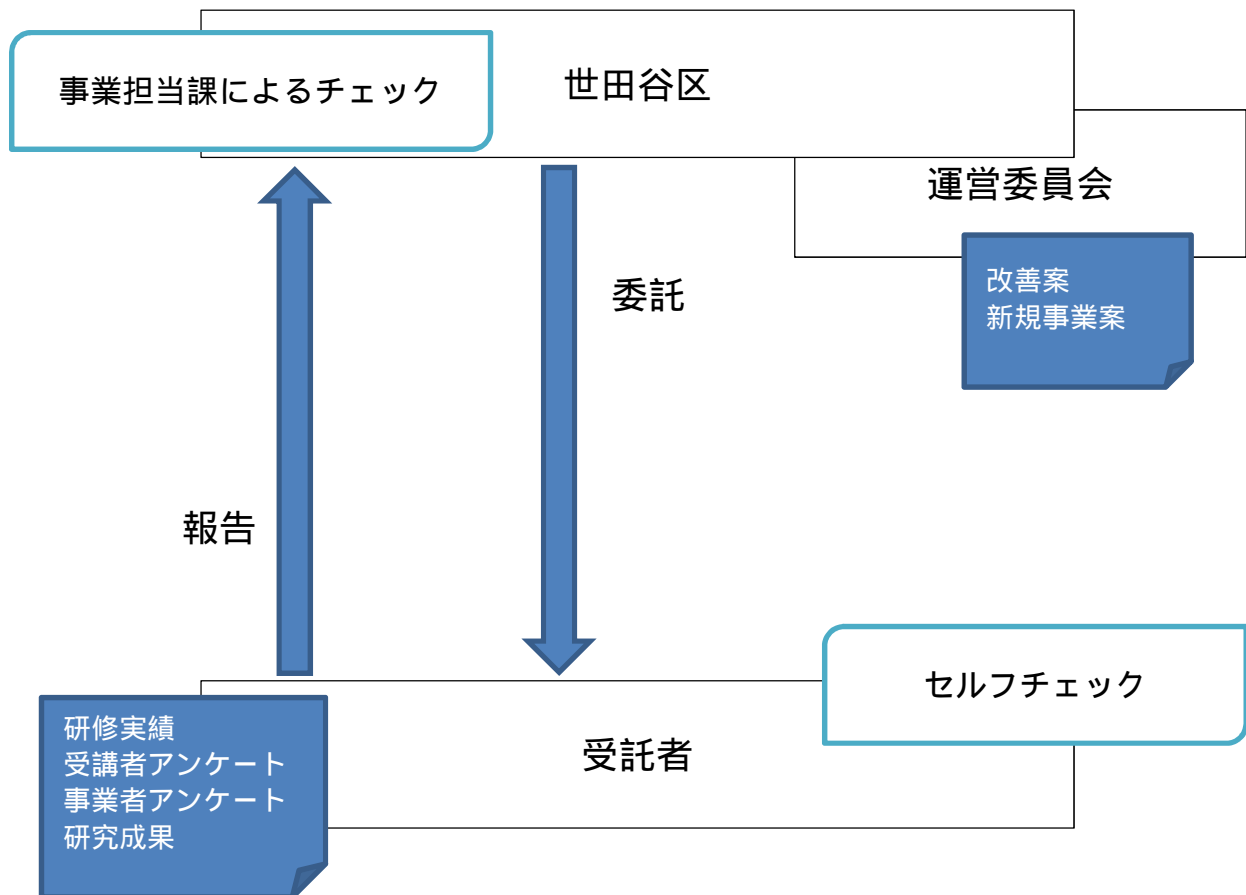 事業担当課によるチェック
世田谷区
運営委員会
改善案
新規事業案
委託
報告
セルフチェック
受託者
研修実績
受講者アンケート
事業者アンケート
研究成果